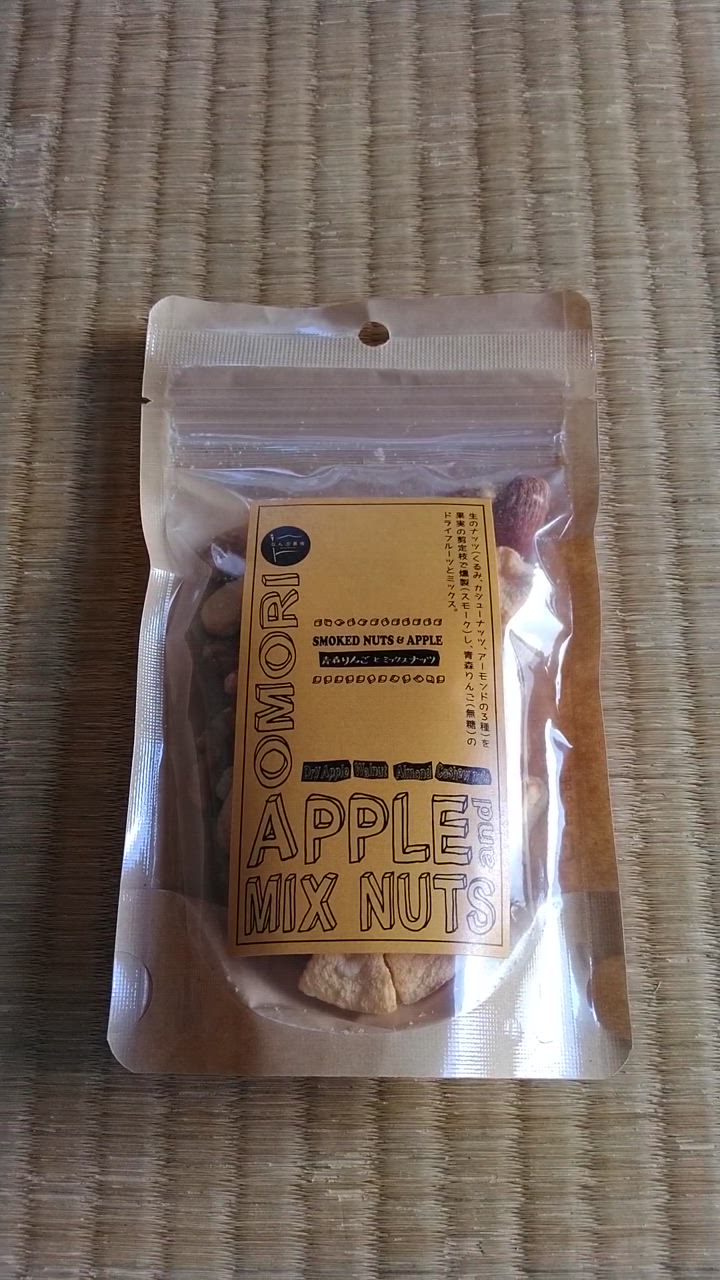 生のナッツ(くるみ、カシューナッツ、アーモンドの3種)を
果実の剪定枝で燻製(スモーク)し、青森りんご(無糖)の
ドライフルーツとミックス。
SMOKED NUTS & APPLE
青森りんごとミックスナッツ
Dry Apple Walnut Almond Cashew nuts
OMORI
APPLE
and
MIX NUTS